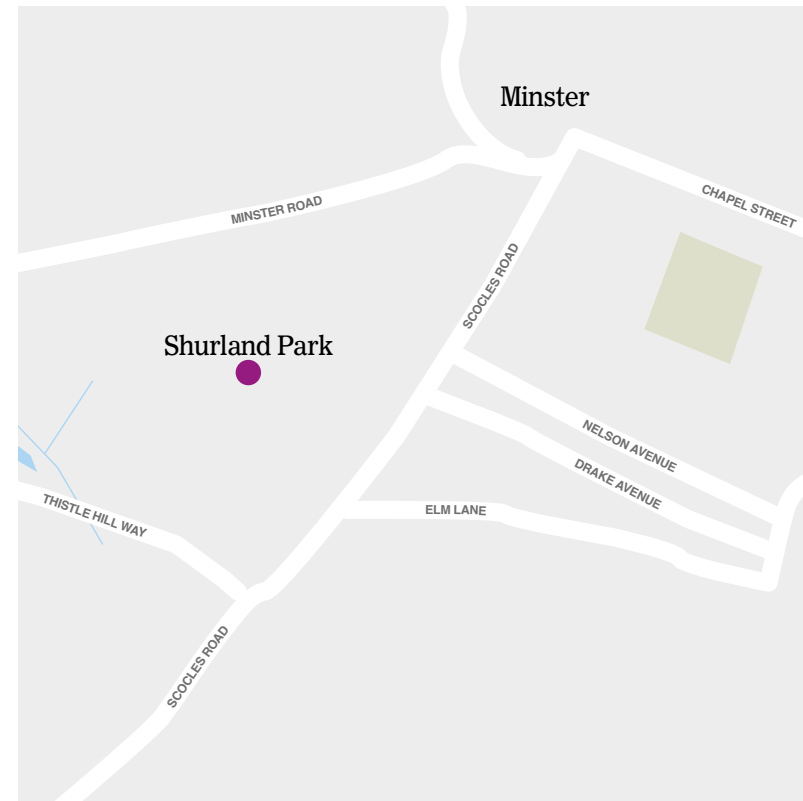 Minster
CHAPEL STREET
MINSTER ROAD
SCOCLES ROAD
Shurland Park
NELSON AVENUE
DRAKE AVENUE
THISTLE HILL WAY
ELM LANE
SCOCLES ROAD